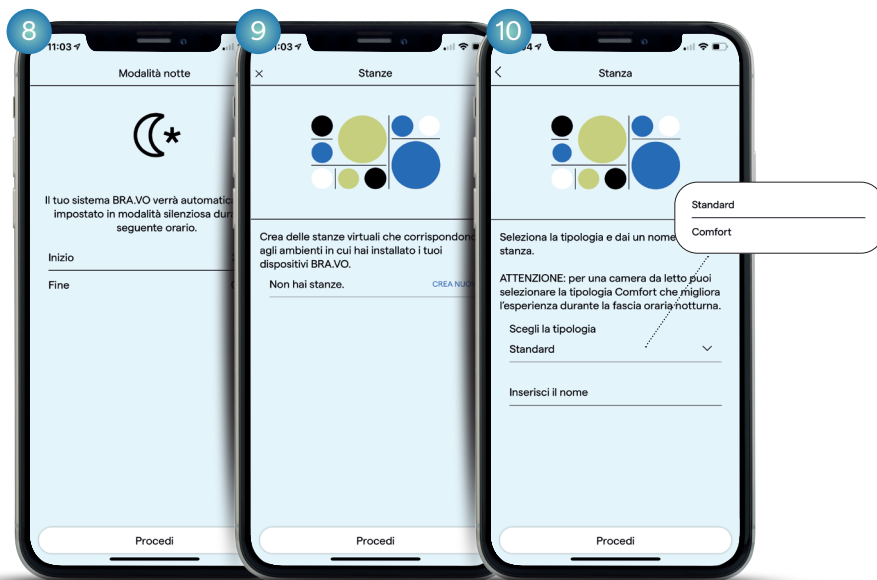 8
11:03
Modalità notte
Il tuo sistema BRA.VO verrà
impostato in modalità silenziosa
seguente orario.
Inizio
Fine
Procedi
9
:03
Stanze
Crea delle stanze virtuali che
agli ambienti in cui hai installato i tuoi
dispositivi BRA.VO.
Non hai stanze.
CREA
Procedi
10
Stanza
Seleziona la tipologia e dai un nome
stanza.
ATTENZIONE: per una camera da letto puoi
selezionare la tipologia Comfort che migliora
l'esperienza durante la fascia oraria notturna.
Scegli la tipologia
Standard
Inserisci il nome
Procedi
Standard
Comfort